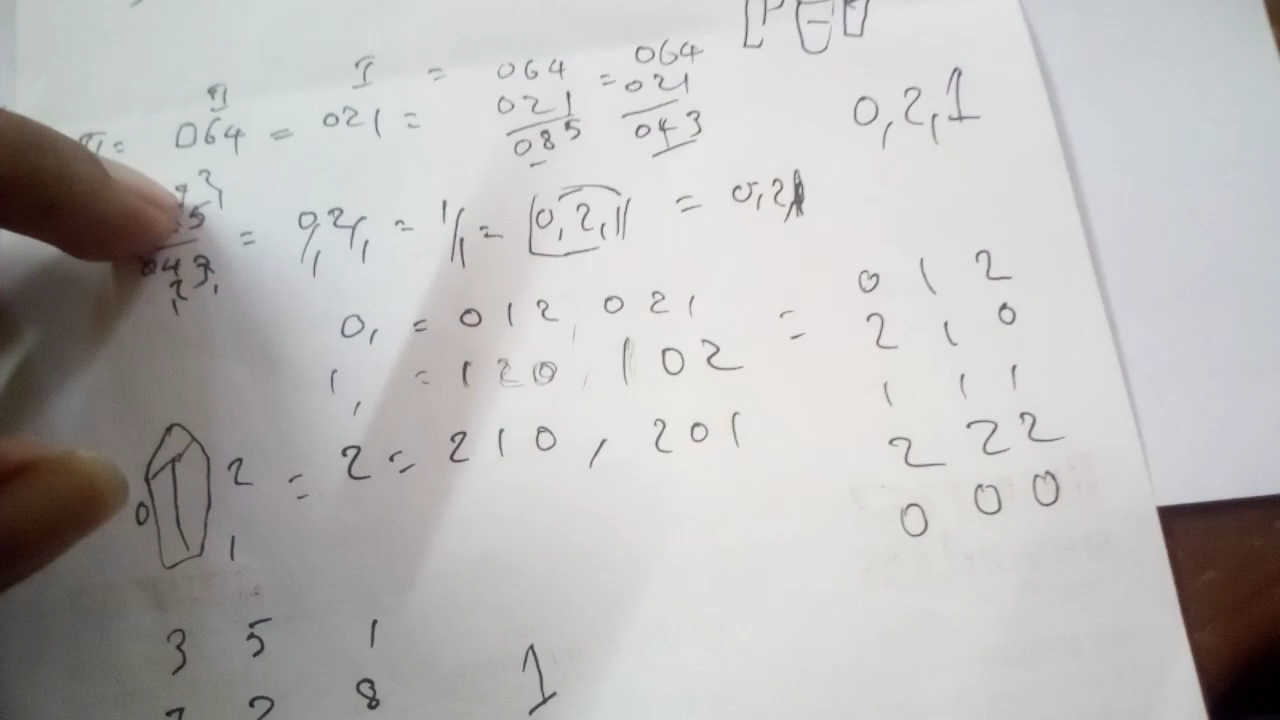 II I = 064 = 064
064 = 021 = 021 021
085 043
0,2,1
= 0,2/1 = 1/1 = 0,2,1 = 0,2
043
0, = 012, 021 = 0 1 2
1, = 120, 102 2 1 0
1 1 1
2 = 2 = 210, 201 2 2 2
0 1 0 0 0
3 5 1
2 8 1